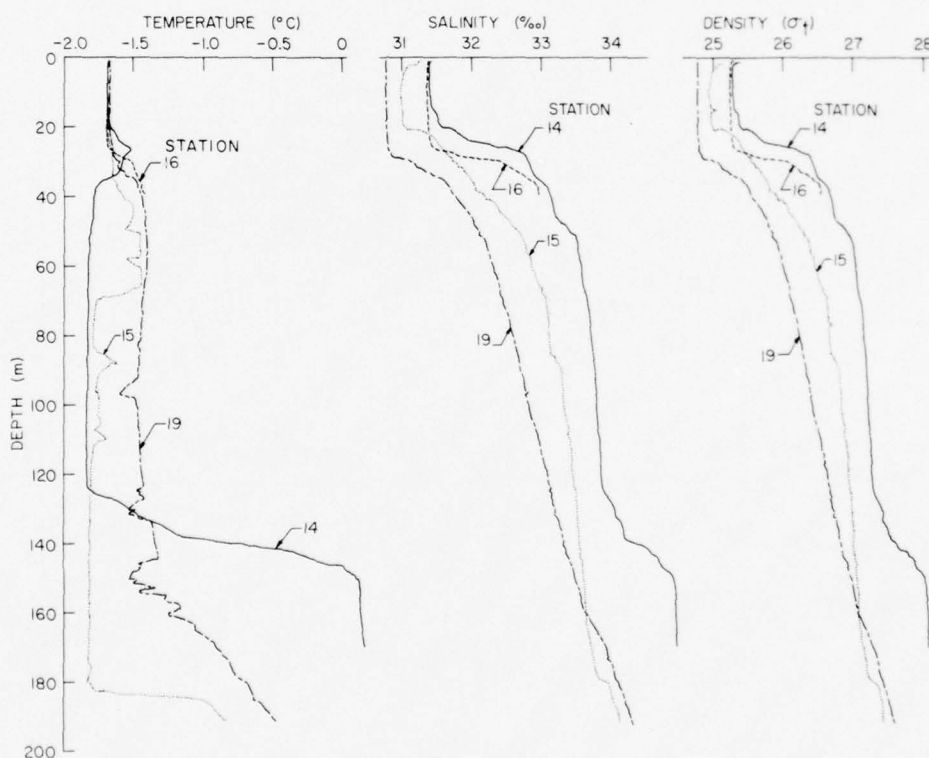 TEMPERATURE (°C)
-2.0 -1.5 -1.0 -0.5 0
SALINITY (‰)
31 32 33 34
DENSITY (σt)
25 26 27 28
DEPTH (m)
0
20
40
60
80
100
120
140
160
180
200
STATION
16
15
19
14
STATION
14
16
15
19
STATION
14
16
15
19